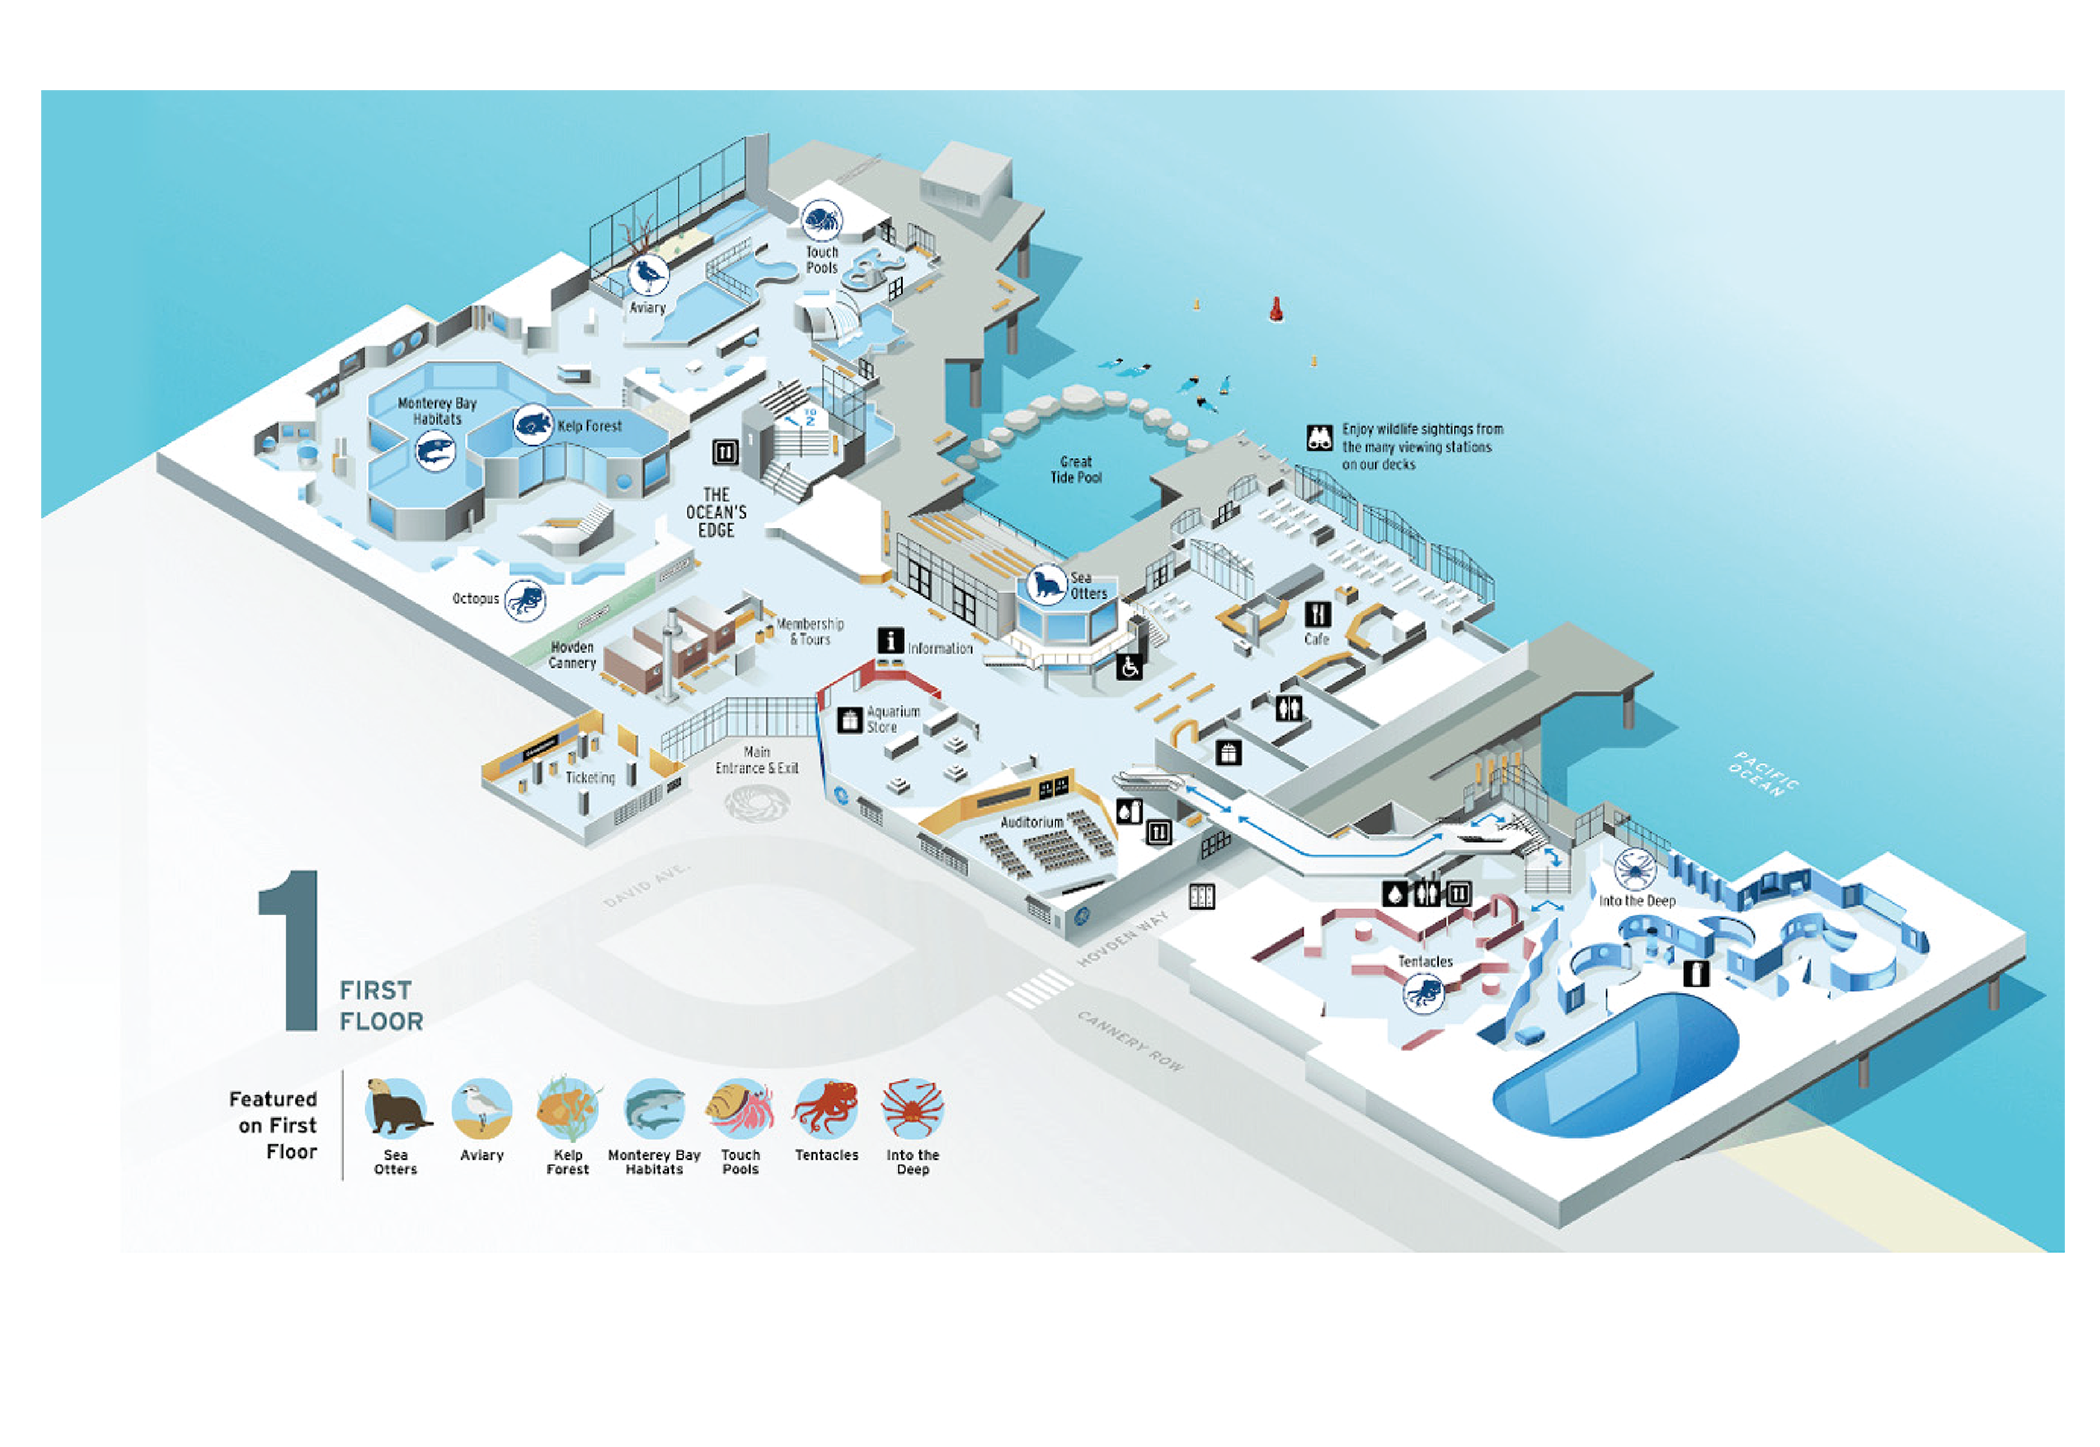 Touch
Pools
Aviary
Monterey Bay
Habitats
Kelp Forest
TO
2
1
THE
OCEAN'S
EDGE
Great
Tide Pool
Enjoy wildlife sightings from
the many viewing stations
on our decks
Octopus
Sea
Otters
Hovden
Cannery
Membership
& Tours
Information
Cafe
Aquarium
Store
Main
Entrance & Exit
Ticketing
Auditorium
PACIFIC
OCEAN
DAVID AVE.
HOVDEN WAY
CANNERY ROW
Into the Deep
Tentacles
1
FIRST
FLOOR
Featured
on First
Floor
Sea
Otters
Aviary
Kelp
Forest
Monterey Bay
Habitats
Touch
Pools
Tentacles
Into the
Deep